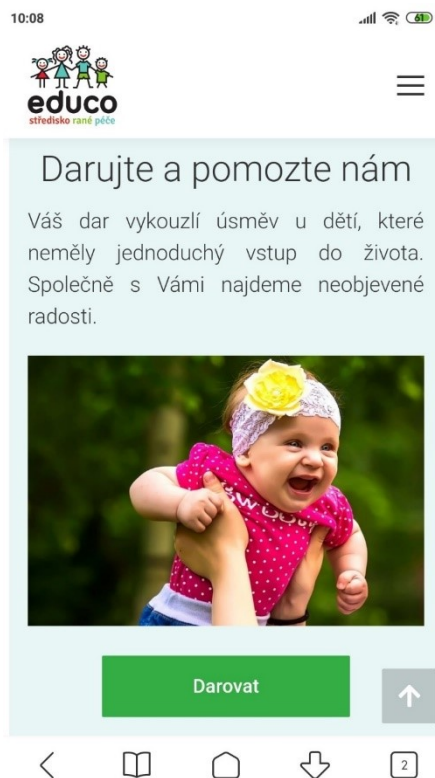 10:08
61
educo
středisko rané péče
Darujte a pomozte nám
Váš dar vykouzlí úsměv u dětí, které
neměly jednoduchý vstup do života.
Společně s Vámi najdeme neobjevené
radosti.
Darovat
2